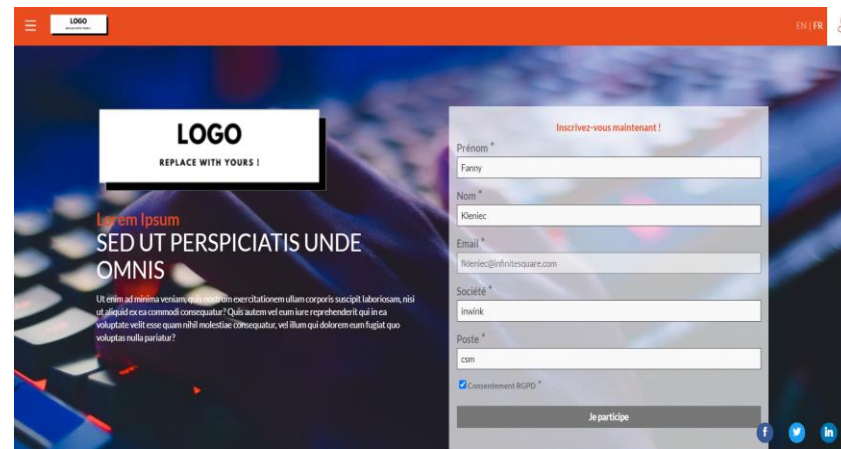 LOGO
EN | FR
LOGO
REPLACE WITH YOURS !
Lorem Ipsum
SED UT PERSPICIATIS UNDE
OMNIS
Ut enim ad minima veniam, quis nostrum exercitationem ullam corporis suscipit laboriosam, nisi
ut aliquid ex ea commodi consequatur? Quis autem vel eum iure reprehenderit qui in ea
voluptate velit esse quam nihil molestiae consequatur, vel illum qui dolorem eum fugiat quo
voluptas nulla pariatur?
Inscrivez-vous maintenant !
Prénom *
Fanny
Nom *
Kleniec
Email *
fkleniec@infinitesquare.com
Société *
inwink
Poste *
csm
Consentement RGPD *
Je participe
f
in